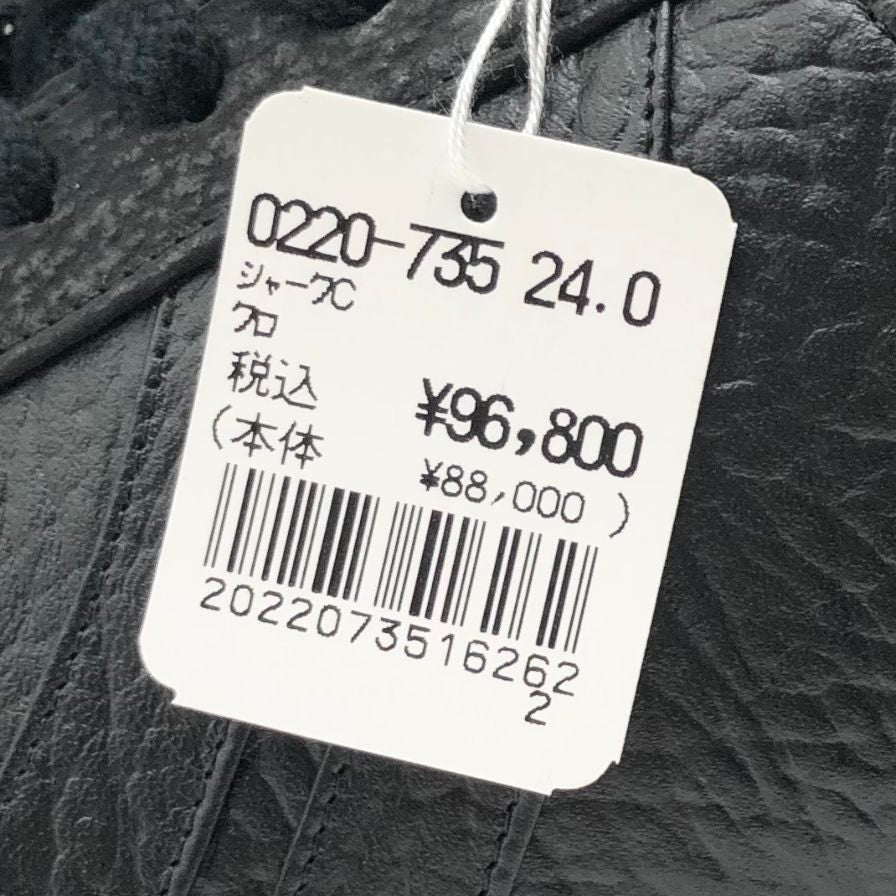 0220-735 24.0
シャークC
クロ
税込 ¥96,800
(本体 ¥88,000 )
2022073516262
2